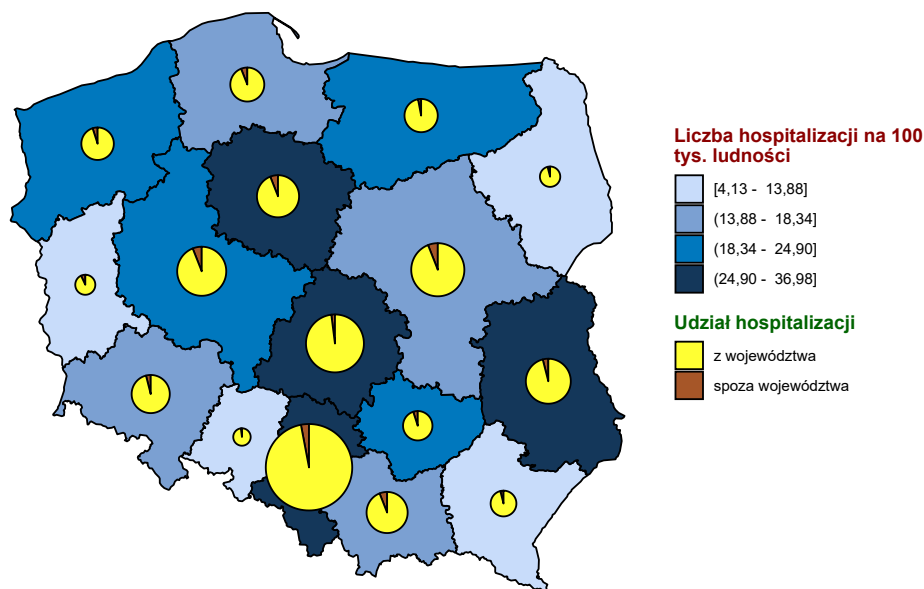 Liczba hospitalizacji na 100
tys. ludności
[4,13 - 13,88]
(13,88 - 18,34]
(18,34 - 24,90]
(24,90 - 36,98]
Udział hospitalizacji
z województwa
spoza województwa